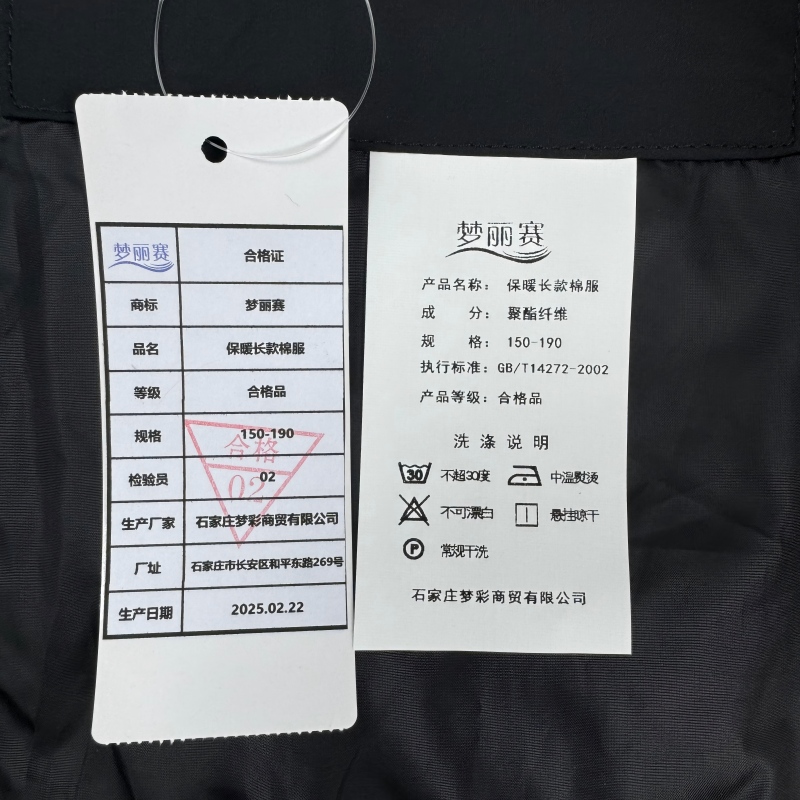 梦丽赛 合格证
商标 梦丽赛
品名 保暖长款棉服
等级 合格品
规格 150-190
检验员 02
合格
02
生产厂家 石家庄梦彩商贸有限公司
厂址 石家庄市长安区和平东路269号
生产日期 2025.02.22
梦丽赛
产品名称: 保暖长款棉服
成 分: 聚酯纤维
规 格: 150-190
执行标准: GB/T14272-2002
产品等级: 合格品
洗涤说明
30 不超30度 中温熨烫
不可漂白 悬挂晾干
P 常规干洗
石家庄梦彩商贸有限公司